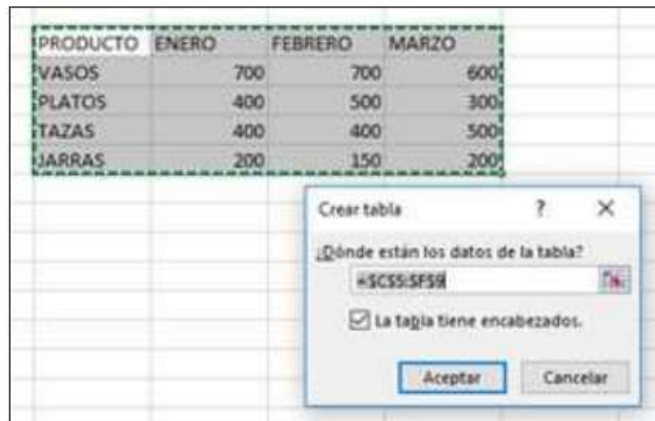 PRODUCTO ENERO FEBRERO MARZO
VASOS 700 700 600
PLATOS 400 500 300
TAZAS 400 400 500
JARRAS 200 150 200
Crear tabla ? ×
¿Dónde están los datos de la tabla?
=$C$5:$F$9
La tabla tiene encabezados.
Aceptar Cancelar